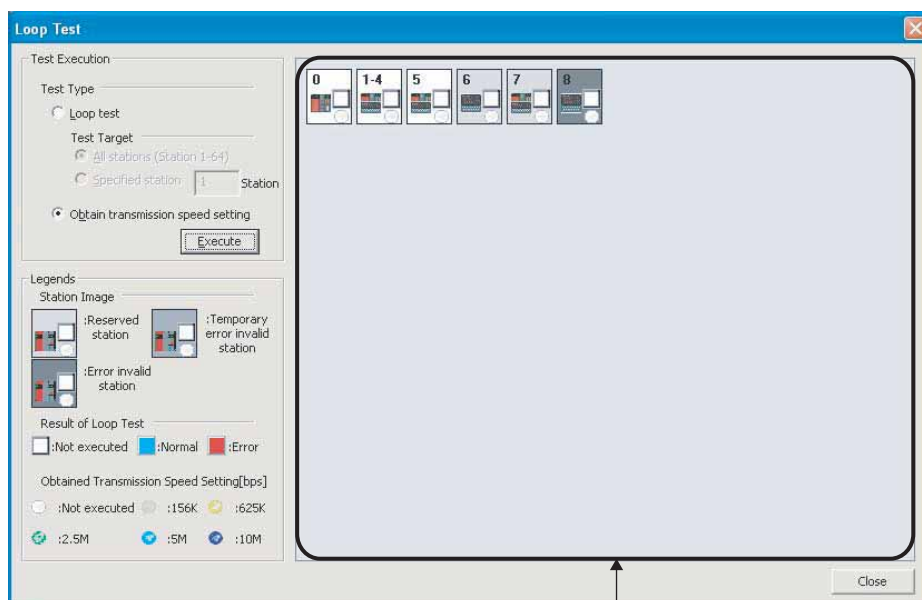 Loop Test
Test Execution
Test Type
Loop test
Test Target
All stations (Station 1-64)
Specified station 1 Station
Obtain transmission speed setting
Execute
Legends
Station Image
:Reserved station
:Temporary error invalid station
:Error invalid station
Result of Loop Test
:Not executed :Normal :Error
Obtained Transmission Speed Setting[bps]
:Not executed :156K :625K
:2.5M :5M :10M
0 1-4 5 6 7 8
Close